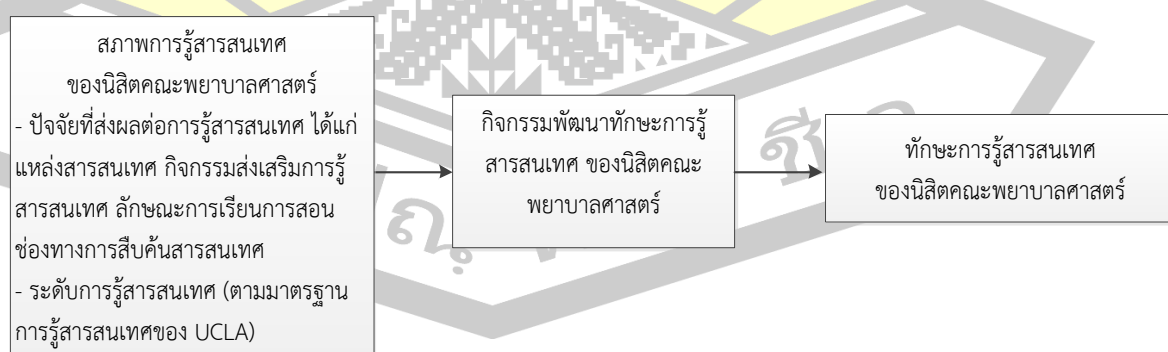 สภาพการรู้สารสนเทศ
ของนิสิตคณะพยาบาลศาสตร์
- ปัจจัยที่ส่งผลต่อการรู้สารสนเทศ ได้แก่
แหล่งสารสนเทศ กิจกรรมส่งเสริมการรู้
สารสนเทศ ลักษณะการเรียนการสอน
ช่องทางการสืบค้นสารสนเทศ
- ระดับการรู้สารสนเทศ (ตามมาตรฐาน
การรู้สารสนเทศของ UCLA)
กิจกรรมพัฒนาทักษะการรู้
สารสนเทศ ของนิสิตคณะ
พยาบาลศาสตร์
ทักษะการรู้สารสนเทศ
ของนิสิตคณะพยาบาลศาสตร์